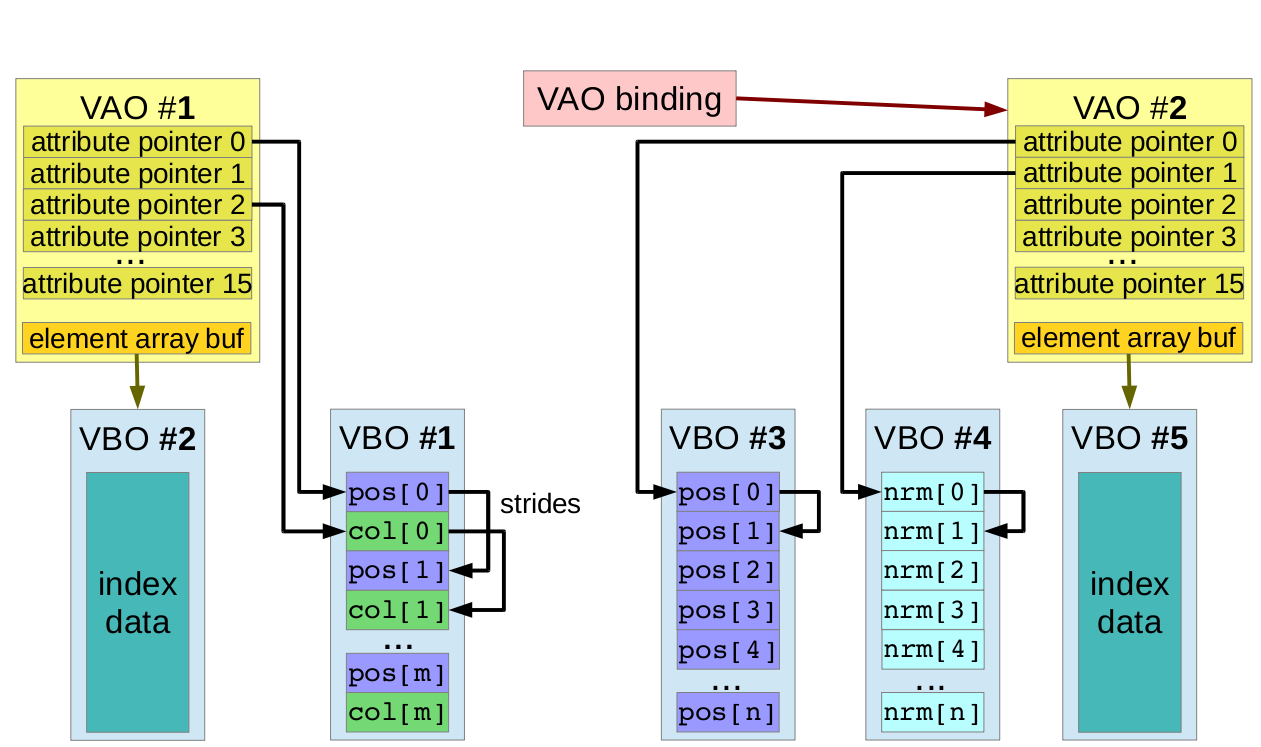 VAO #1
attribute pointer 0
attribute pointer 1
attribute pointer 2
attribute pointer 3
...
attribute pointer 15
element array buf
VAO binding
VAO #2
attribute pointer 0
attribute pointer 1
attribute pointer 2
attribute pointer 3
...
attribute pointer 15
element array buf
VBO #2
index
data
VBO #1
pos[0]
col[0]
pos[1]
col[1]
...
pos[m]
col[m]
strides
VBO #3
pos[0]
pos[1]
pos[2]
pos[3]
pos[4]
...
pos[n]
VBO #4
nrm[0]
nrm[1]
nrm[2]
nrm[3]
nrm[4]
...
nrm[n]
VBO #5
index
data